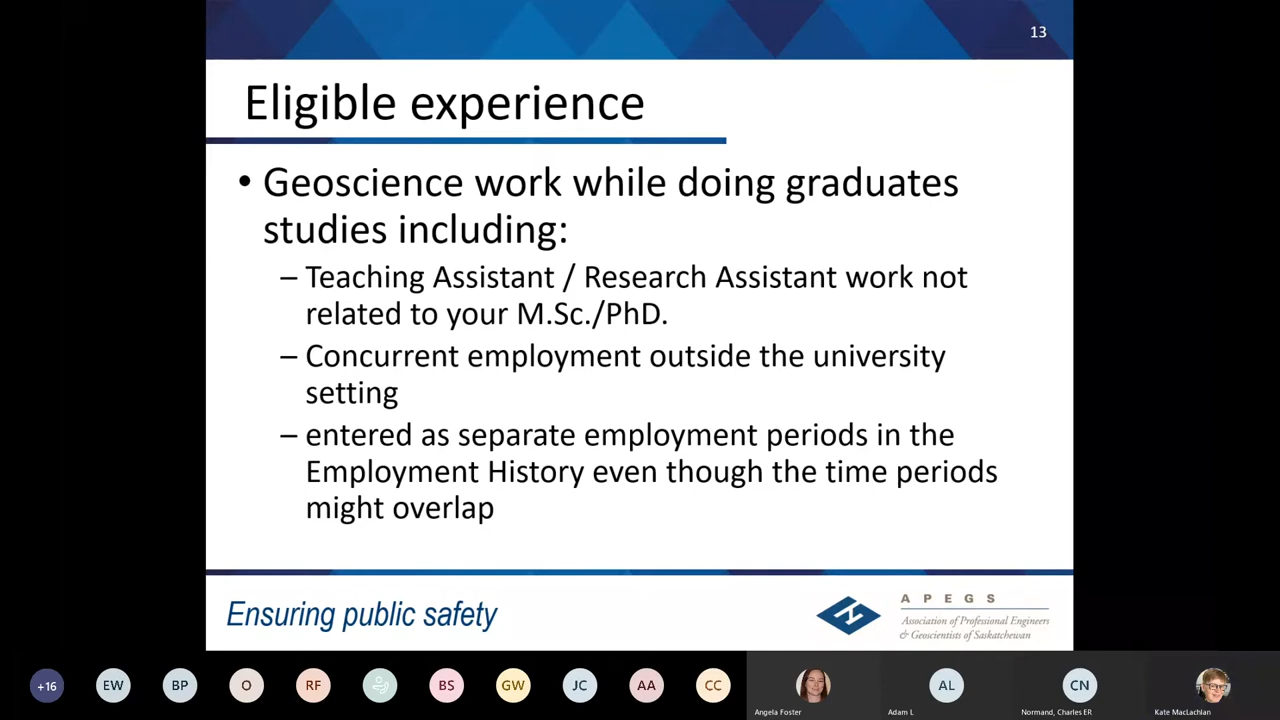 13
Eligible experience
• Geoscience work while doing graduates
studies including:
– Teaching Assistant / Research Assistant work not
related to your M.Sc./PhD.
– Concurrent employment outside the university
setting
– entered as separate employment periods in the
Employment History even though the time periods
might overlap
Ensuring public safety
A P E G S
Association of Professional Engineers
& Geoscientists of Saskatchewan
+16
EW
BP
O
RF
BS
GW
JC
AA
CC
AL
CN
Angela Foster
Adam L
Normand, Charles ER
Kate MacLachlan